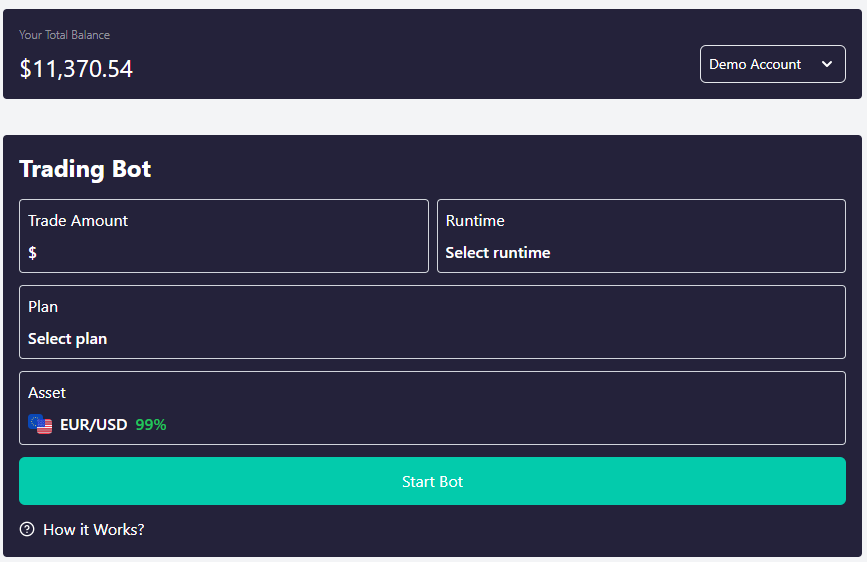 Your Total Balance
$11,370.54
Demo Account
Trading Bot
Trade Amount
$
Runtime
Select runtime
Plan
Select plan
Asset
EUR/USD 99%
Start Bot
How it Works?